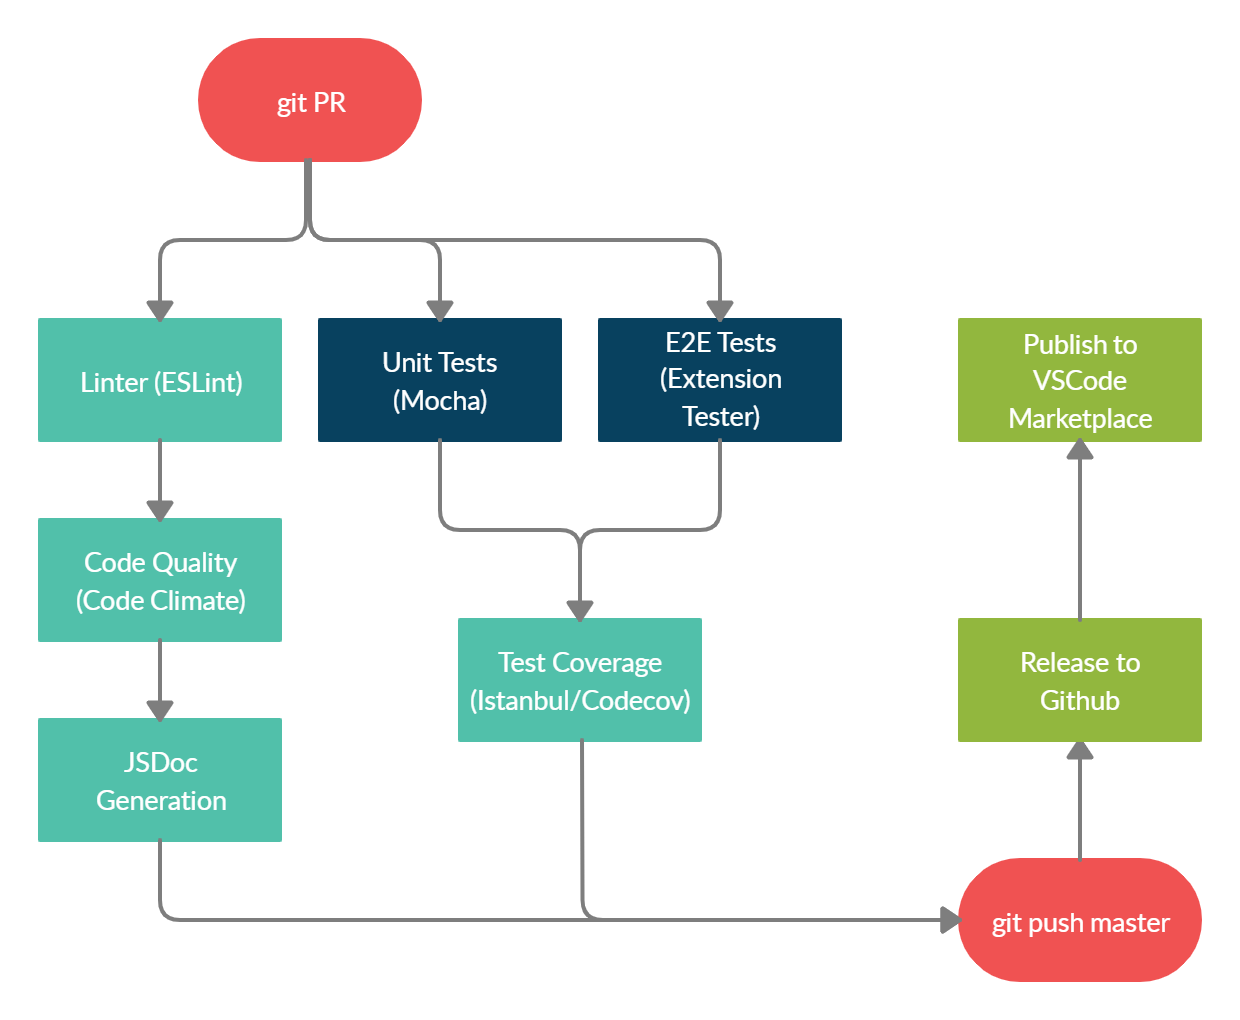 git PR
Linter (ESLint)
Unit Tests
(Mocha)
E2E Tests
(Extension
Tester)
Publish to
VSCode
Marketplace
Code Quality
(Code Climate)
Test Coverage
(Istanbul/Codecov)
Release to
Github
JSDoc
Generation
git push master